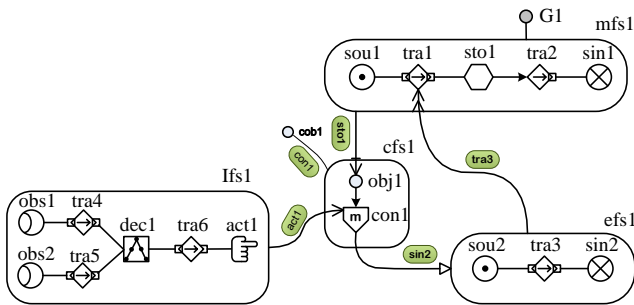 G1
mfs1
sou1 tra1 sto1 tra2 sin1
sto1
cob1
con1
cfs1
obj1
m
con1
tra3
Ifs1
obs1 tra4
dec1 tra6 act1
obs2 tra5
act1
sin2
efs1
sou2 tra3 sin2